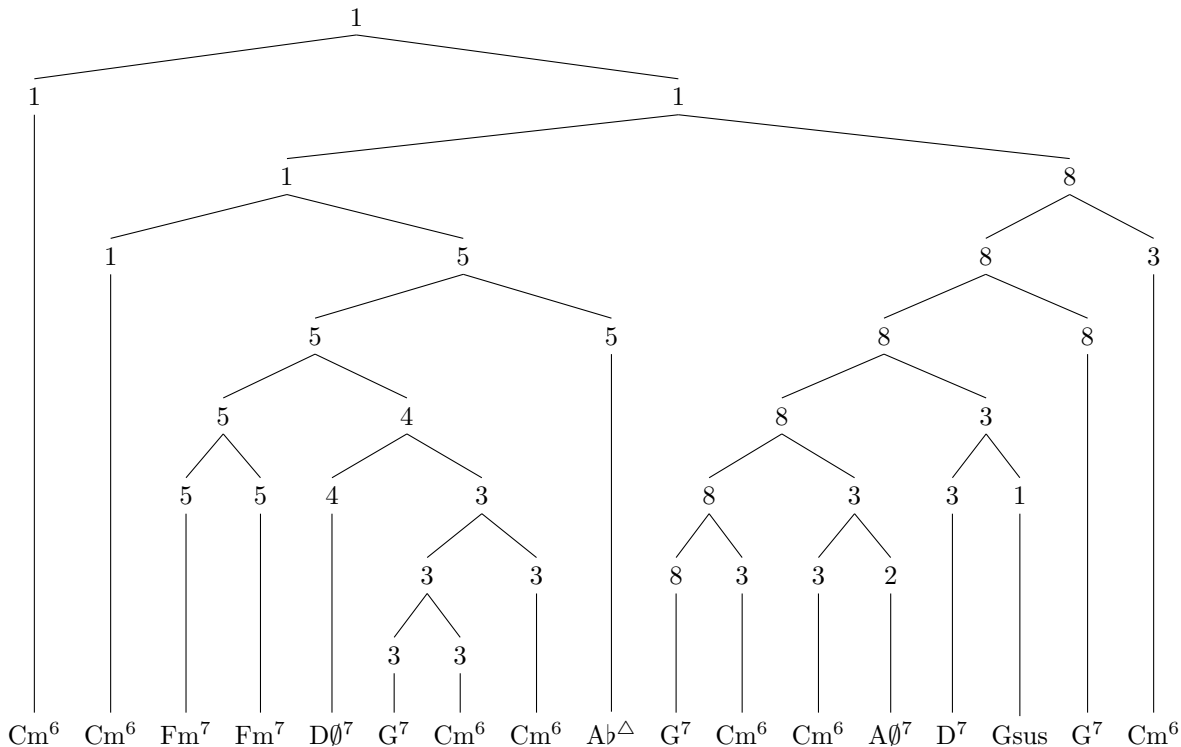 1
1 1
1 8
1 5 8 3
5 5 8 8
5 4 8 3
5 5 4 3 8 3 3 1
3 3 8 3 3 2
3 3
Cm⁶ Cm⁶ Fm⁷ Fm⁷ D∅⁷ G⁷ Cm⁶ Cm⁶ A♭△ G⁷ Cm⁶ Cm⁶ A∅⁷ D⁷ Gsus G⁷ Cm⁶